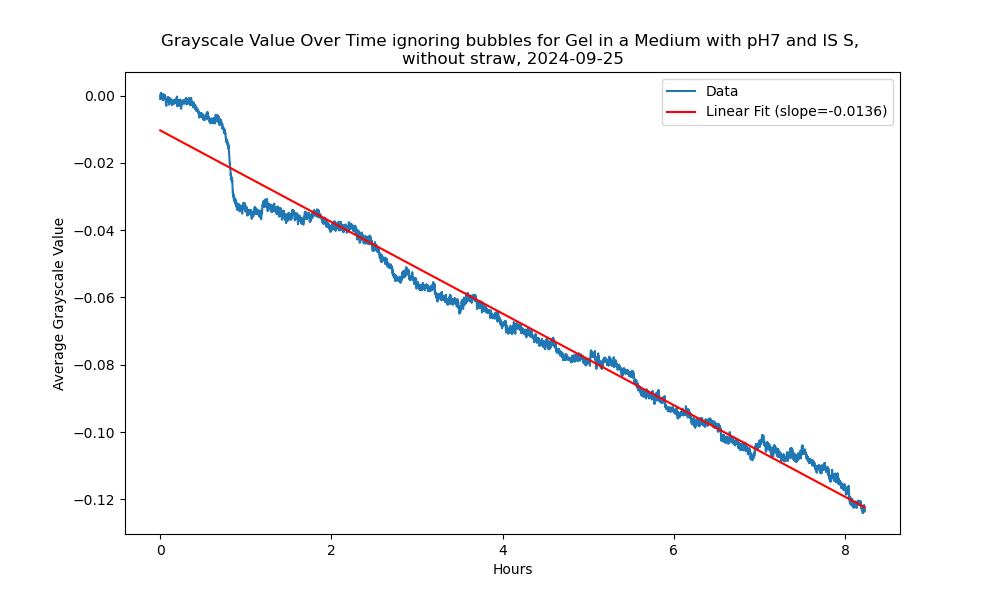 Grayscale Value Over Time ignoring bubbles for Gel in a Medium with pH7 and IS S,
without straw, 2024-09-25
Data
Linear Fit (slope=-0.0136)
Average Grayscale Value
0.00
−0.02
−0.04
−0.06
−0.08
−0.10
−0.12
0 2 4 6 8
Hours